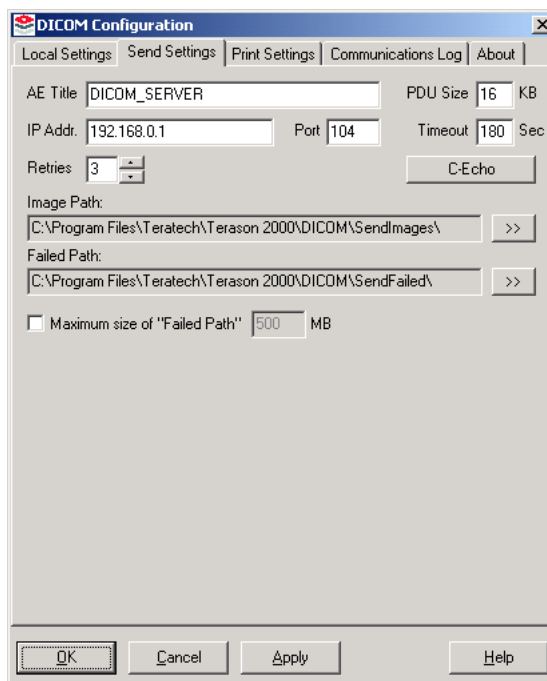 DICOM Configuration
Local Settings Send Settings Print Settings Communications Log About
AE Title DICOM_SERVER PDU Size 16 KB
IP Addr. 192.168.0.1 Port 104 Timeout 180 Sec
Retries 3 C-Echo
Image Path:
C:\Program Files\Teratech\Terason 2000\DICOM\SendImages\ >>
Failed Path:
C:\Program Files\Teratech\Terason 2000\DICOM\SendFailed\ >>
Maximum size of "Failed Path" 500 MB
OK Cancel Apply Help